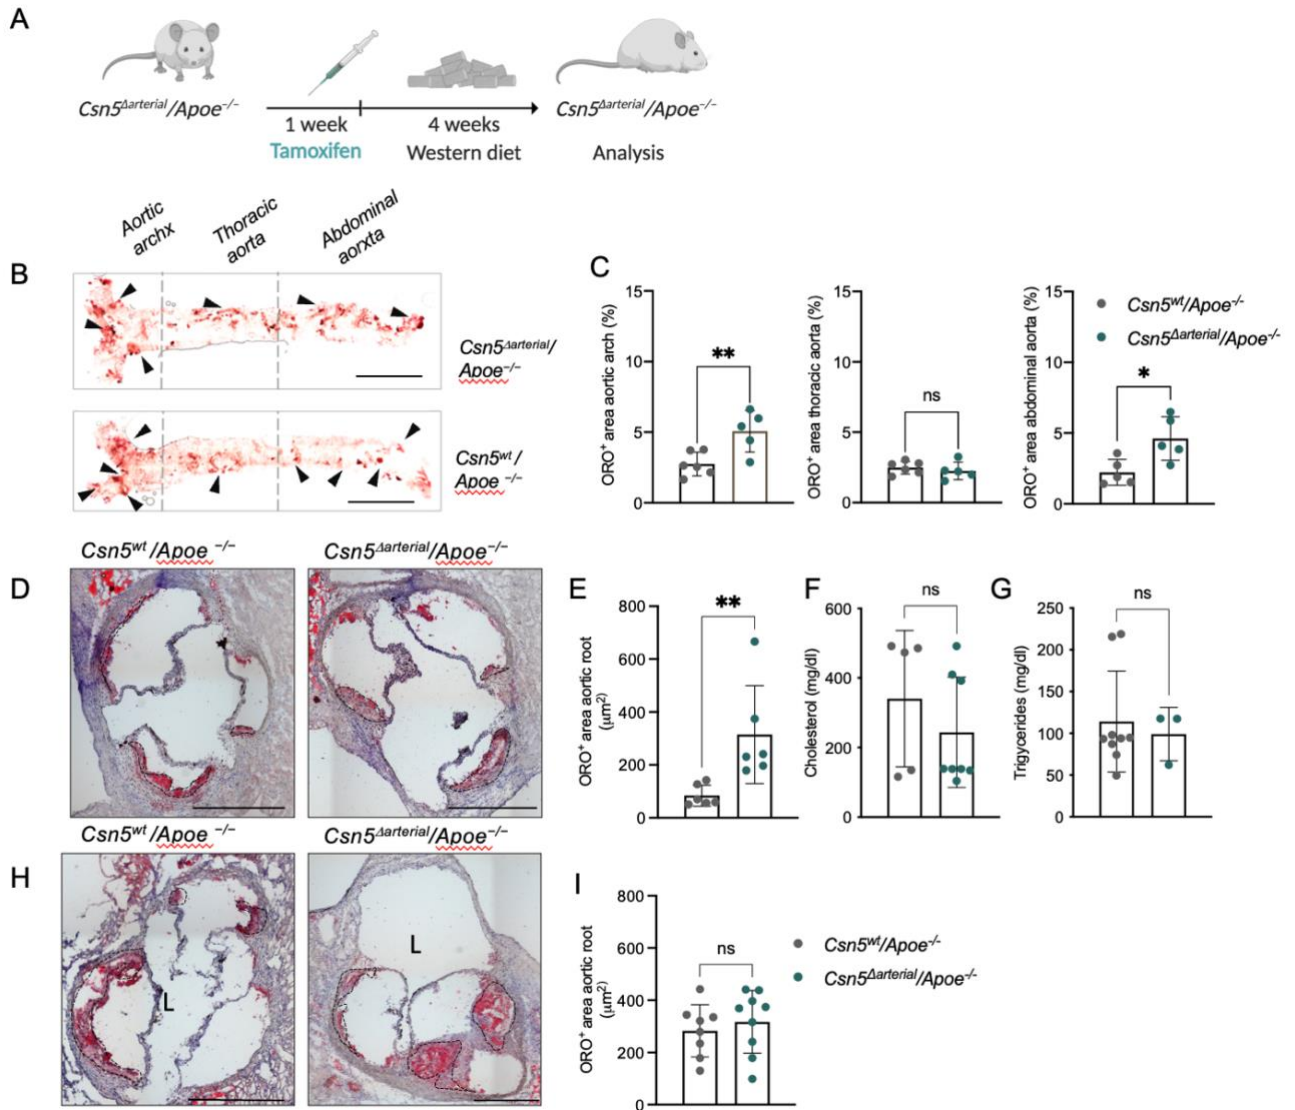 A
Csn5Δarterial/Apoe−/−
1 week
Tamoxifen
4 weeks
Western diet
Csn5Δarterial/Apoe−/−
Analysis
Aortic
archx
Thoracic
aorta
Abdominal
aorxta
B
Csn5Δarterial/
Apoe−/−
Csn5wt/
Apoe−/−
C
ORO+ area aortic arch (%)
15
10
5
0
**
ORO+ area thoracic aorta (%)
15
10
5
0
ns
ORO+ area abdominal aorta (%)
15
10
5
0
*
Csn5wt/Apoe-/-
Csn5Δarterial/Apoe-/-
D
Csn5wt/Apoe −/−
Csn5Δarterial/Apoe−/−
E
ORO+ area aortic root
(μm2)
800
600
400
200
0
**
F
Cholesterol (mg/dl)
600
400
200
0
ns
G
Trigycerides (mg/dl)
250
200
150
100
50
0
ns
H
Csn5wt/Apoe −/−
Csn5Δarterial/Apoe−/−
L
L
I
ORO+ area aortic root
(μm2)
800
600
400
200
0
ns
Csn5wt/Apoe-/-
Csn5Δarterial/Apoe-/-